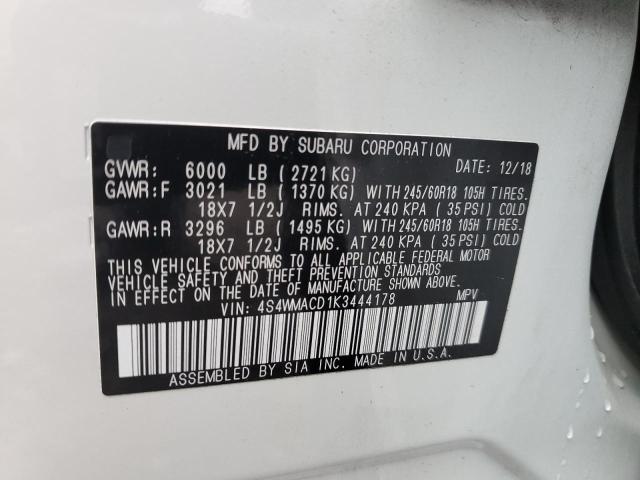 MFD BY SUBARU CORPORATION DATE: 12/18
GVWR: 6000 LB ( 2721 KG)
GAWR:F 3021 LB ( 1370 KG) WITH 245/60R18 105H TIRES.
18X7 1/2J RIMS. AT 240 KPA ( 35 PSI) COLD
GAWR:R 3296 LB ( 1495 KG) WITH 245/60R18 105H TIRES.
18X7 1/2J RIMS. AT 240 KPA ( 35 PSI) COLD
THIS VEHICLE CONFORMS TO ALL APPLICABLE FEDERAL MOTOR
VEHICLE SAFETY, BUMPER, AND THEFT PREVENTION STANDARDS
IN EFFECT ON THE DATE OF MANUFACTURE SHOWN ABOVE.
VIN: 4S4WMACD1K3444178 MPV
ASSEMBLED BY SIA INC. MADE IN U.S.A.